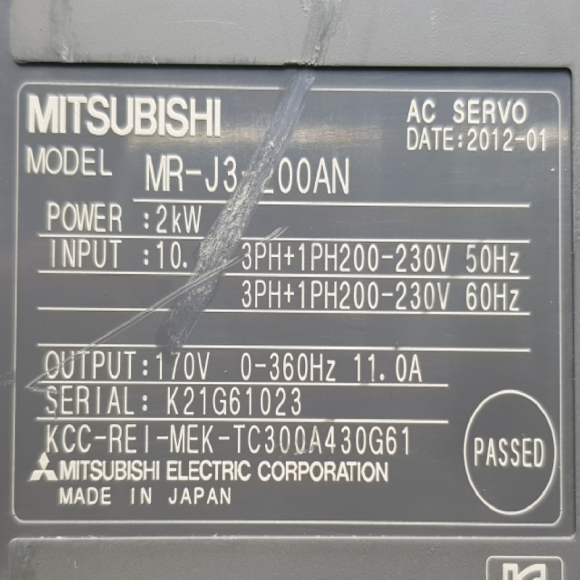 MITSUBISHI
AC SERVO
DATE:2012-01
MODEL MR-J3-200AN
POWER :2kW
INPUT :10. 3PH+1PH200-230V 50Hz
3PH+1PH200-230V 60Hz
OUTPUT:170V 0-360Hz 11.0A
SERIAL: K21G61023
KCC-REI-MEK-TC300A430G61
PASSED
MITSUBISHI ELECTRIC CORPORATION
MADE IN JAPAN